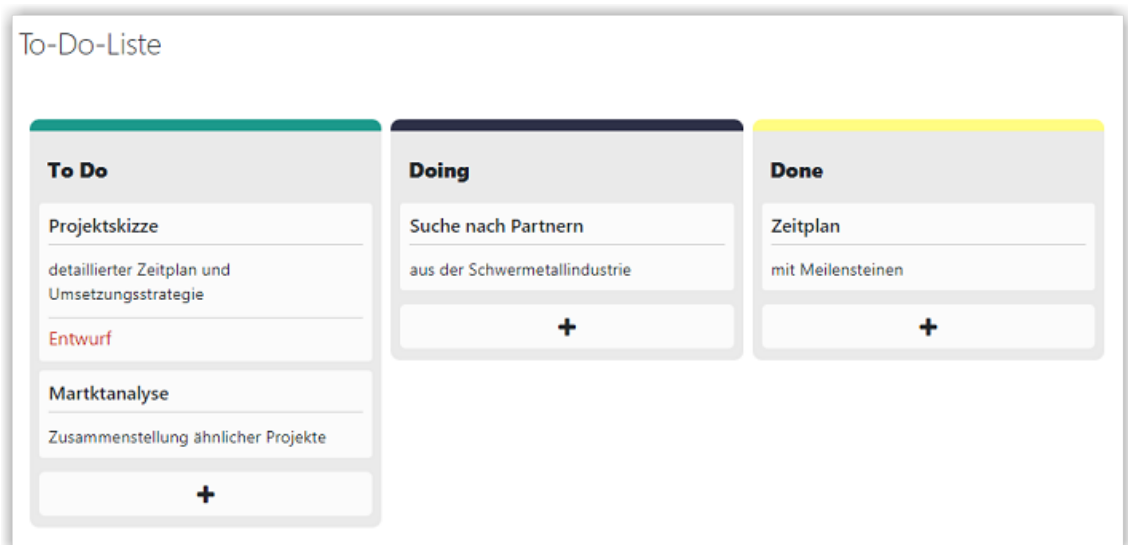 To-Do-Liste
To Do
Projektskizze
detaillierter Zeitplan und
Umsetzungsstrategie
Entwurf
Martktanalyse
Zusammenstellung ähnlicher Projekte
+
Doing
Suche nach Partnern
aus der Schwermetallindustrie
+
Done
Zeitplan
mit Meilensteinen
+